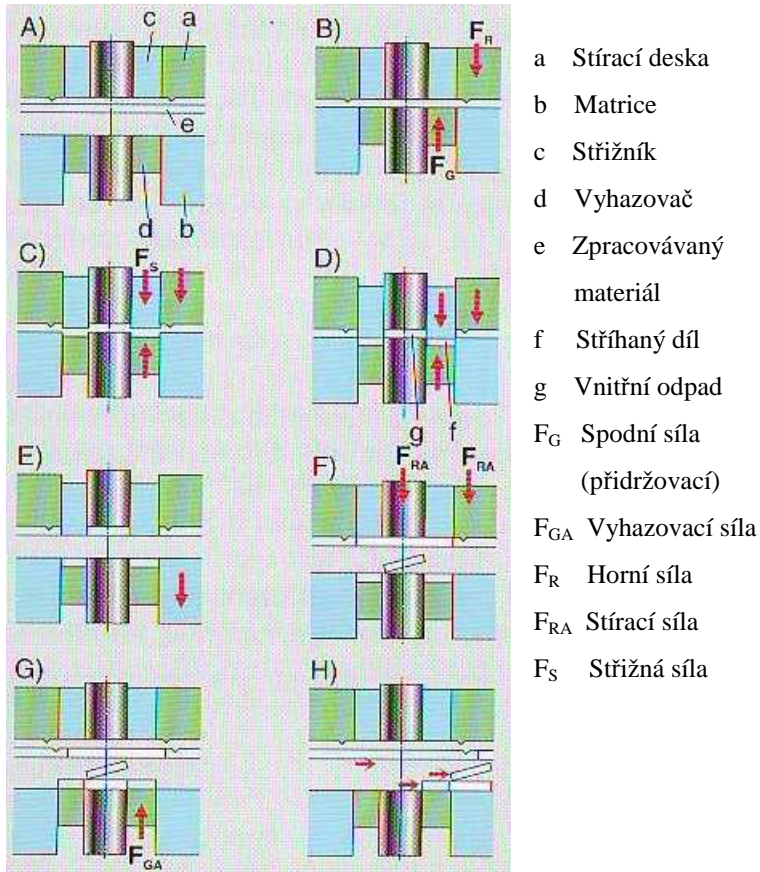 A)
c
a
e
d
b
B)
F_R
F_G
C)
F_S
D)
g
f
E)
F)
F_RA
F_RA
G)
F_GA
H)
a Stírací deska
b Matrice
c Střižník
d Vyhazovač
e Zpracovávaný
materiál
f Stříhaný díl
g Vnitřní odpad
F_G Spodní síla
(přidržovací)
F_GA Vyhazovací síla
F_R Horní síla
F_RA Stírací síla
F_S Střižná síla